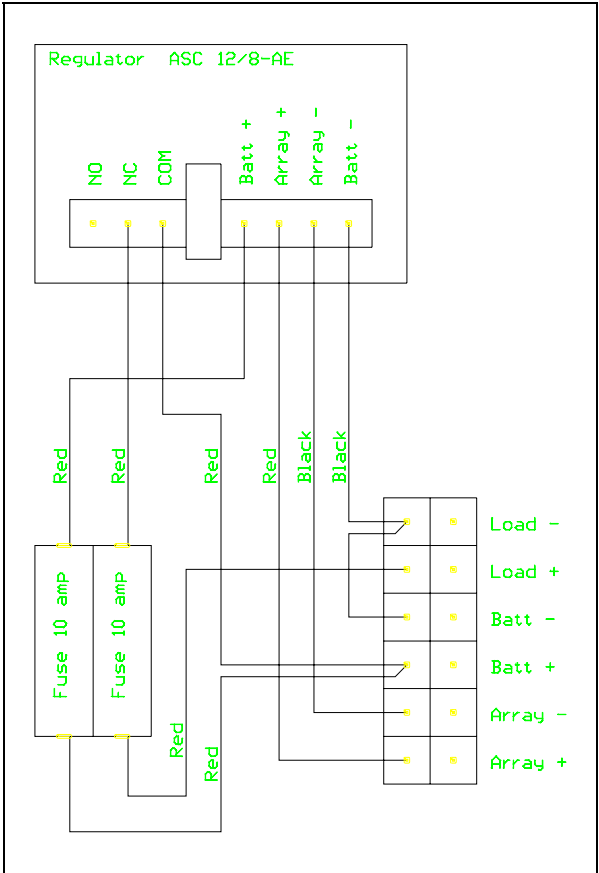 Regulator ASC 12/8-AE
NO
NC
COM
Batt +
Array +
Array -
Batt -
Red
Red
Red
Red
Black
Black
Load -
Load +
Batt -
Batt +
Array -
Array +
Fuse 10 amp
Fuse 10 amp
Red
Red